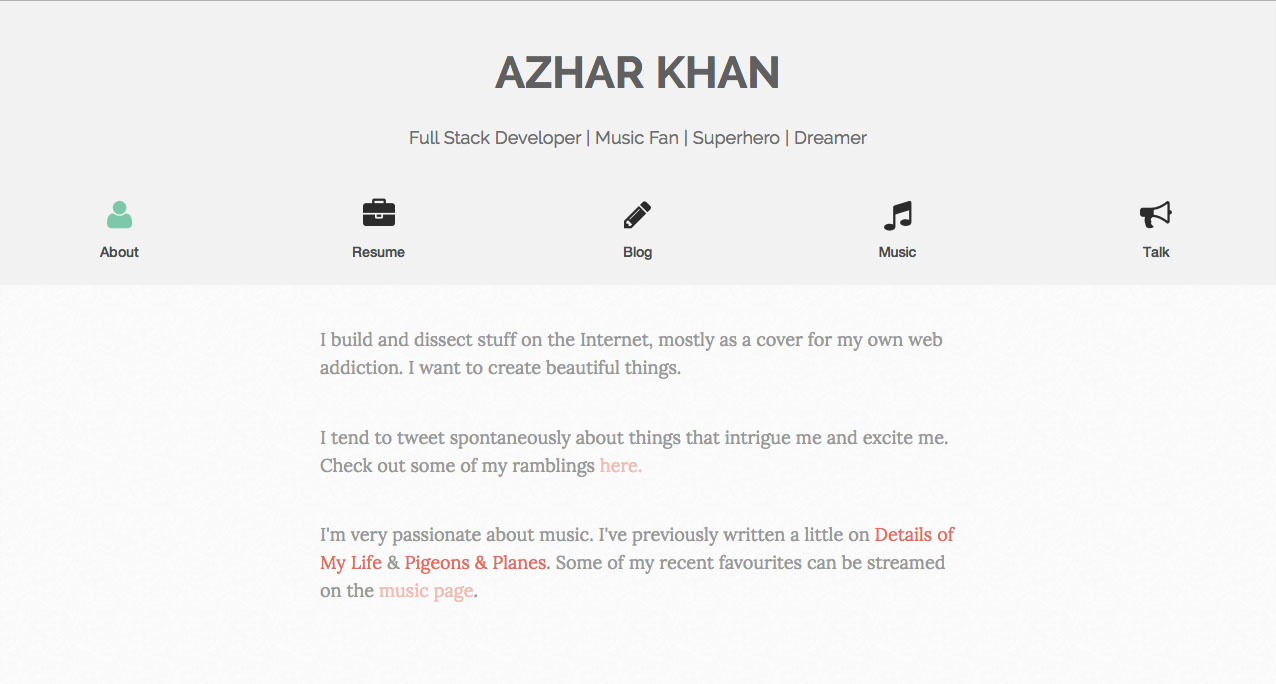 AZHAR KHAN
Full Stack Developer | Music Fan | Superhero | Dreamer
About Resume Blog Music Talk
I build and dissect stuff on the Internet, mostly as a cover for my own web
addiction. I want to create beautiful things.
I tend to tweet spontaneously about things that intrigue me and excite me.
Check out some of my ramblings here.
I'm very passionate about music. I've previously written a little on Details of
My Life & Pigeons & Planes. Some of my recent favourites can be streamed
on the music page.